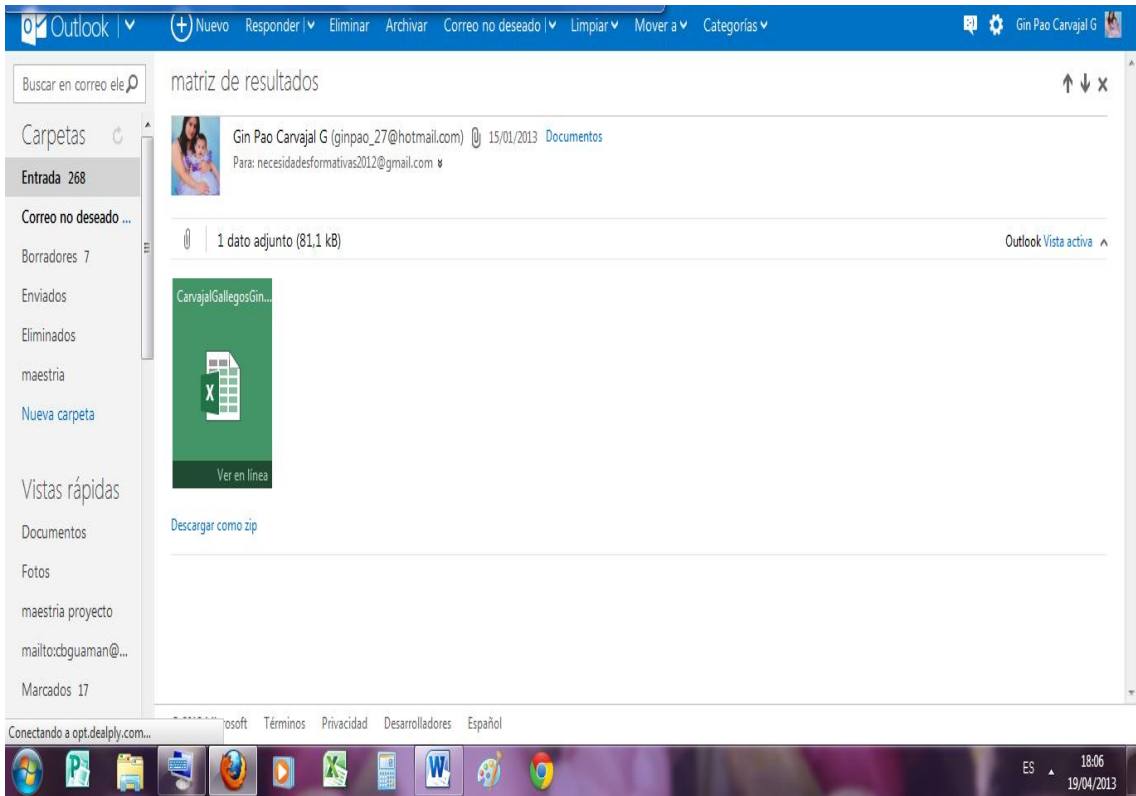 Outlook
Nuevo Responder Eliminar Archivar Correo no deseado Limpiar Mover a Categorías
Gin Pao Carvajal G
Buscar en correo ele
matriz de resultados
Carpetas
Gin Pao Carvajal G (ginpao_27@hotmail.com) 15/01/2013 Documentos
Para: necesidadesformativas2012@gmail.com
Entrada 268
Correo no deseado ...
Borradores 7
Enviados
Eliminados
maestria
Nueva carpeta
1 dato adjunto (81,1 kB)
Outlook Vista activa
CarvajalGallegosGin...
Ver en línea
Descargar como zip
Vistas rápidas
Documentos
Fotos
maestria proyecto
mailto:cbguaman@...
Marcados 17
Términos Privacidad Desarrolladores Español
Conectando a opt.dealply.com...
ES
18:06
19/04/2013